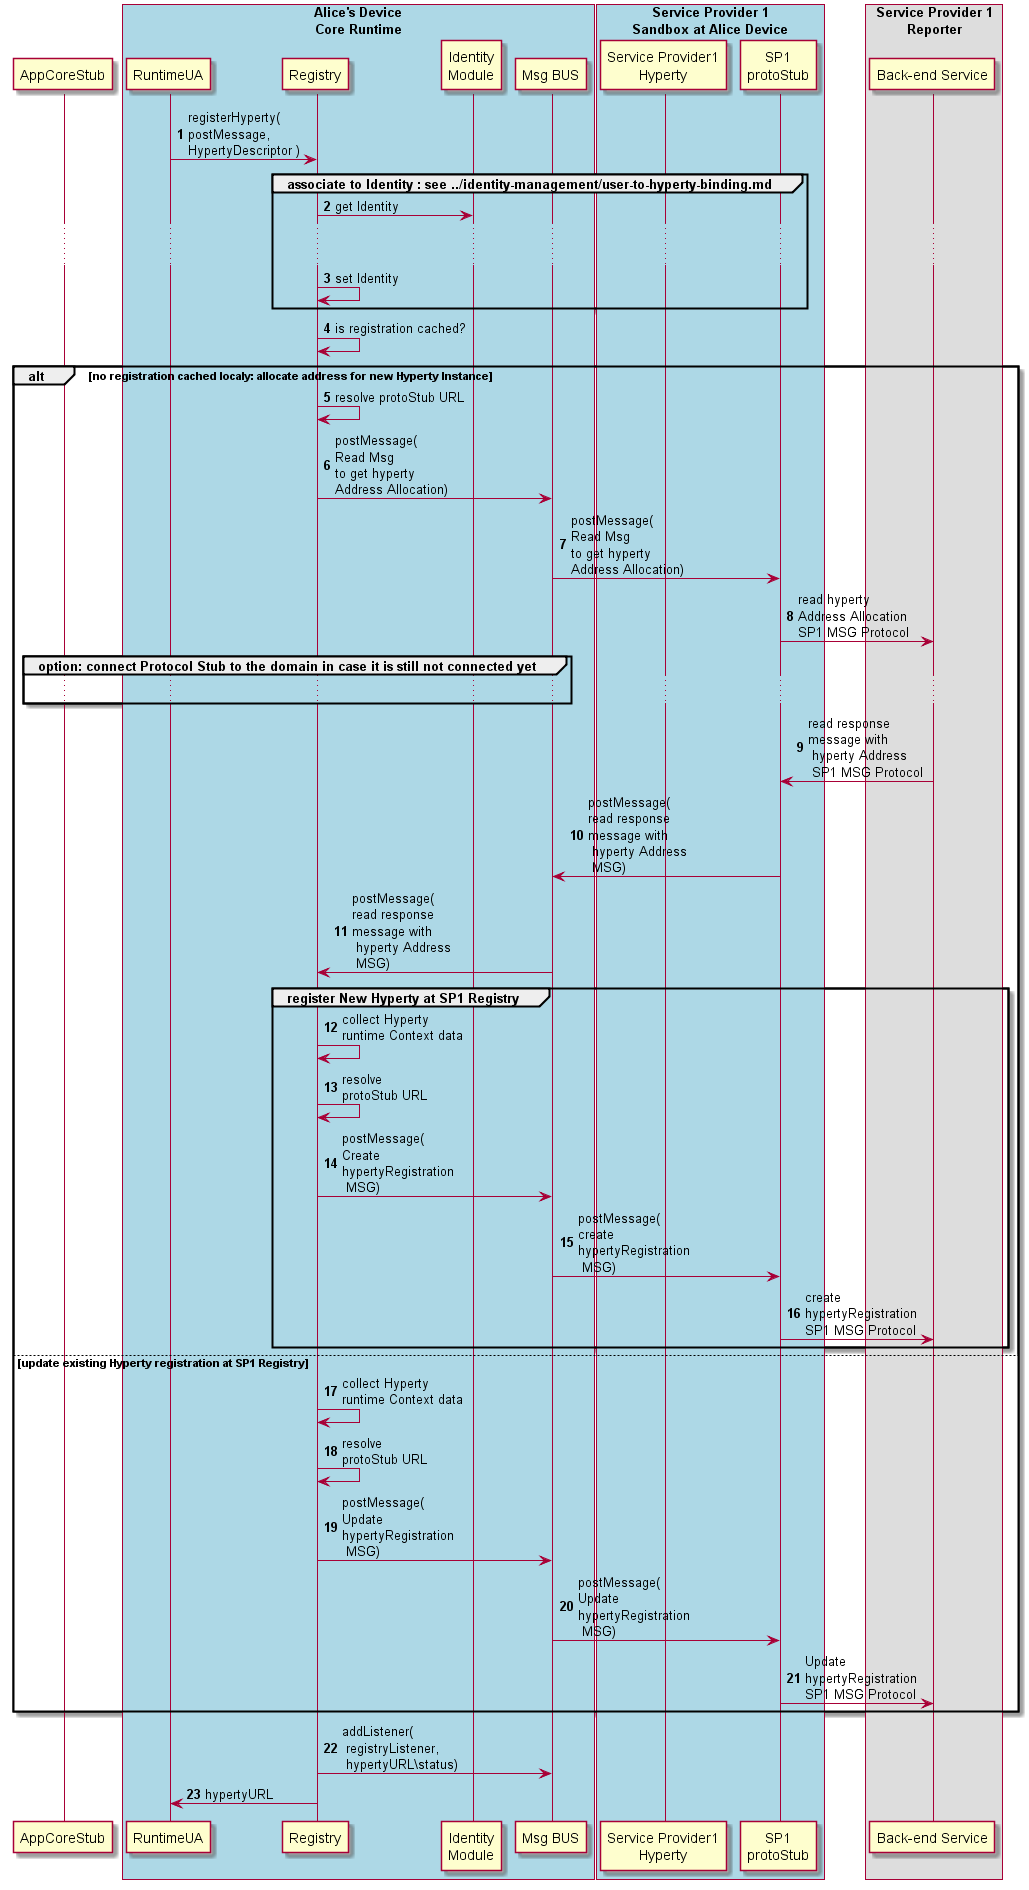 Alice's Device
Core Runtime
Service Provider 1
Sandbox at Alice Device
Service Provider 1
Reporter
AppCoreStub
RuntimeUA
Registry
Identity
Module
Msg BUS
Service Provider1
Hyperty
SP1
protoStub
Back-end Service
registerHyperty(
1 postMessage,
HypertyDescriptor )
associate to Identity : see ../identity-management/user-to-hyperty-binding.md
2 get Identity
3 set Identity
4 is registration cached?
alt [no registration cached localy: allocate address for new Hyperty Instance]
5 resolve protoStub URL
postMessage(
Read Msg
6 to get hyperty
Address Allocation)
postMessage(
Read Msg
7 to get hyperty
Address Allocation)
read hyperty
8 Address Allocation
SP1 MSG Protocol
option: connect Protocol Stub to the domain in case it is still not connected yet
read response
9 message with
hyperty Address
SP1 MSG Protocol
postMessage(
read response
10 message with
hyperty Address
MSG)
postMessage(
read response
11 message with
hyperty Address
MSG)
register New Hyperty at SP1 Registry
12 collect Hyperty
runtime Context data
13 resolve
protoStub URL
postMessage(
Create
14 hypertyRegistration
MSG)
postMessage(
create
15 hypertyRegistration
MSG)
create
16 hypertyRegistration
SP1 MSG Protocol
[update existing Hyperty registration at SP1 Registry]
17 collect Hyperty
runtime Context data
18 resolve
protoStub URL
postMessage(
Update
19 hypertyRegistration
MSG)
postMessage(
Update
20 hypertyRegistration
MSG)
Update
21 hypertyRegistration
SP1 MSG Protocol
addListener(
22 registryListener,
hypertyURL\status)
23 hypertyURL
AppCoreStub
RuntimeUA
Registry
Identity
Module
Msg BUS
Service Provider1
Hyperty
SP1
protoStub
Back-end Service